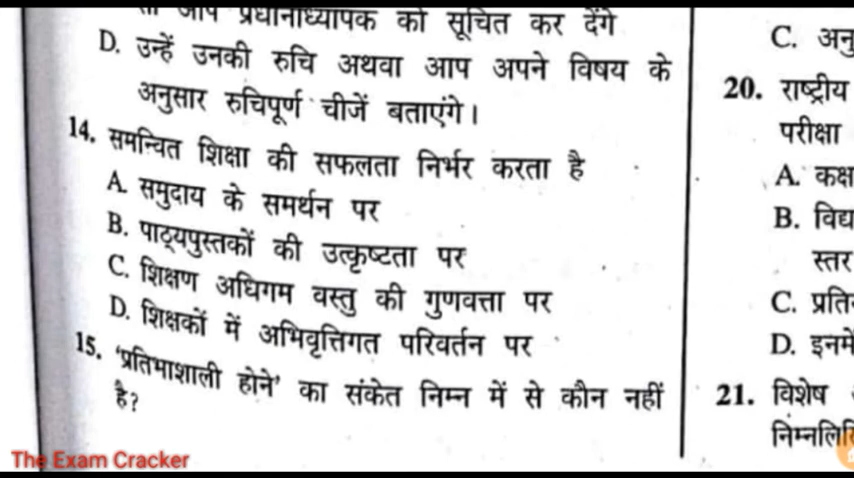 आप प्रधानाध्यापक को सूचित कर देंगे
D. उन्हें उनकी रुचि अथवा आप अपने विषय के
अनुसार रुचिपूर्ण चीजें बताएंगे।
14. समन्वित शिक्षा की सफलता निर्भर करता है
A. समुदाय के समर्थन पर
B. पाठ्यपुस्तकों की उत्कृष्टता पर
C. शिक्षण अधिगम वस्तु की गुणवत्ता पर
D. शिक्षकों में अभिवृत्तिगत परिवर्तन पर
15. 'प्रतिभाशाली होने' का संकेत निम्न में से कौन नहीं
है?
C. अनु
20. राष्ट्रीय
परीक्षा
A. कक्ष
B. विद्य
स्तर
C. प्रति
D. इनमें
21. विशेष
निम्नलि
The Exam Cracker